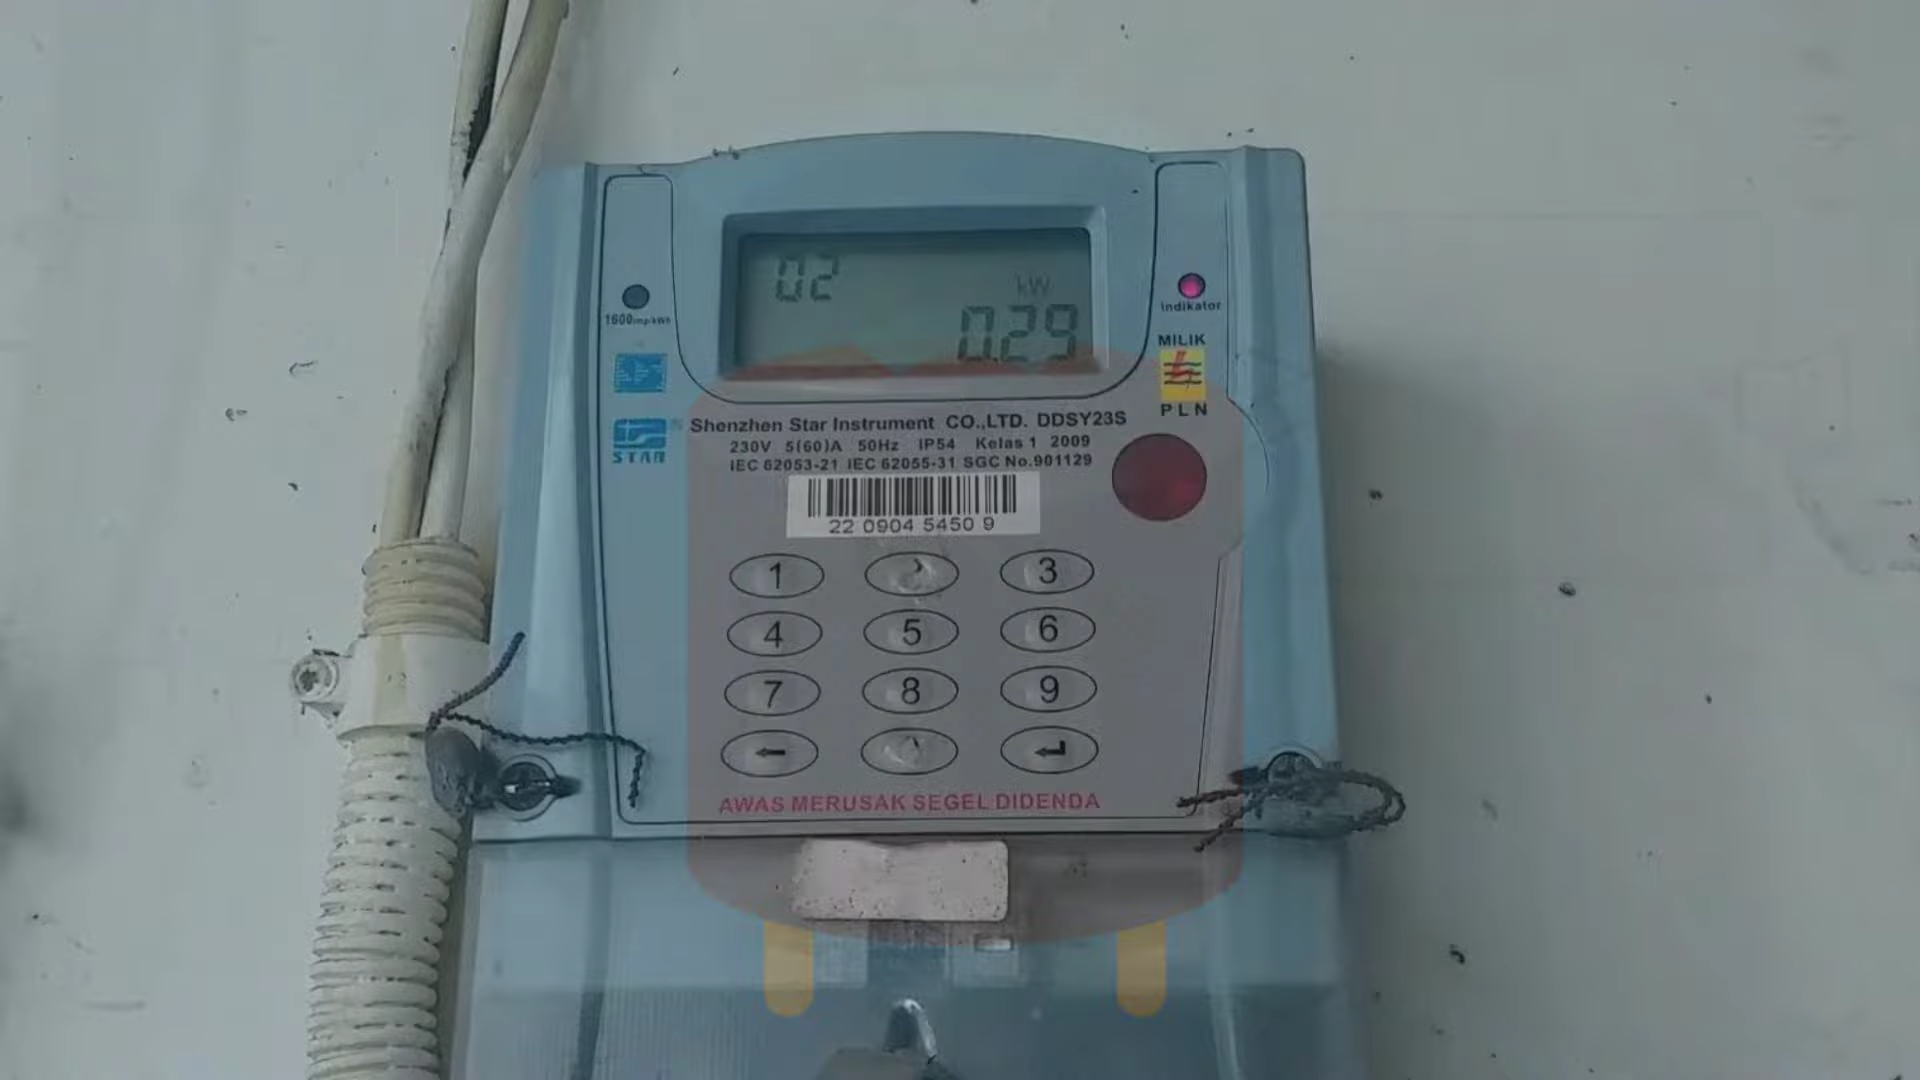 02
kW
0.29
1600imp/kWh
indikator
MILIK
PLN
STAR
Shenzhen Star Instrument CO.,LTD. DDSY23S
230V 5(60)A 50Hz IP54 Kelas 1 2009
IEC 62053-21 IEC 62055-31 SGC No.901129
22 0904 5450 9
1
3
4 5 6
7 8 9
← ↵
AWAS MERUSAK SEGEL DIDENDA